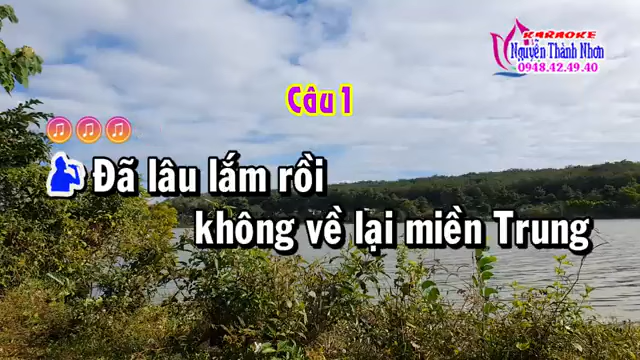 KARAOKE
Nguyễn Thành Nhơn
0948.42.49.40
Câu 1
Đã lâu lắm rồi
không về lại miền Trung